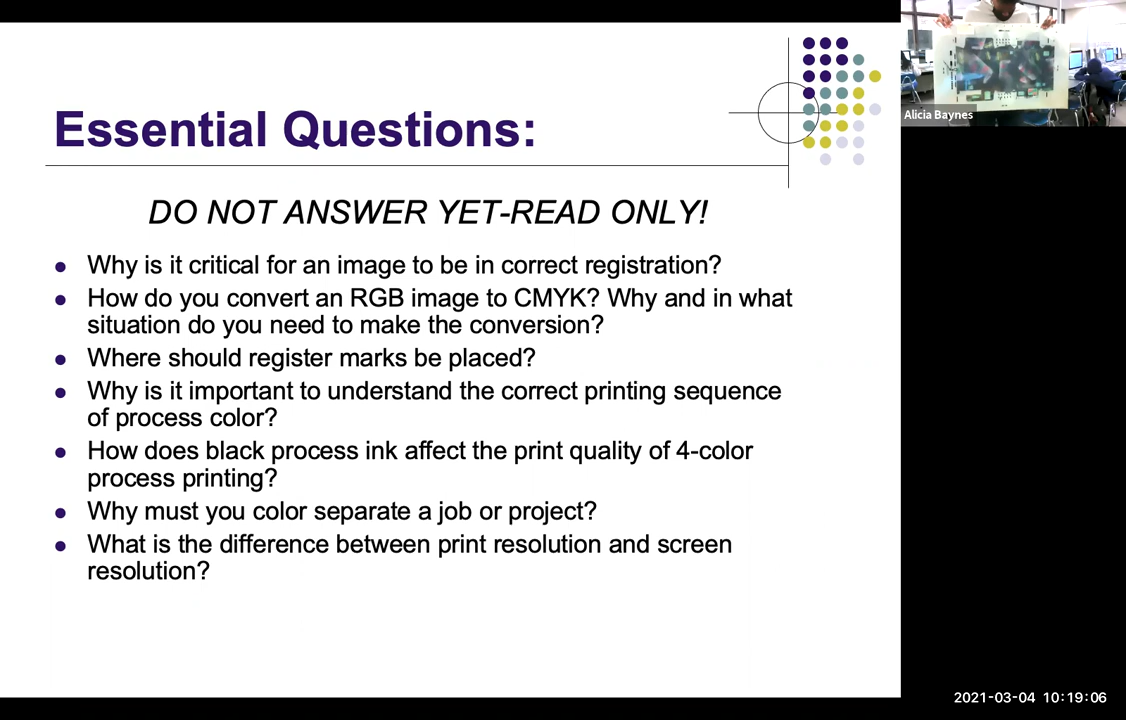 Essential Questions:
DO NOT ANSWER YET-READ ONLY!
Why is it critical for an image to be in correct registration?
How do you convert an RGB image to CMYK? Why and in what
situation do you need to make the conversion?
Where should register marks be placed?
Why is it important to understand the correct printing sequence
of process color?
How does black process ink affect the print quality of 4-color
process printing?
Why must you color separate a job or project?
What is the difference between print resolution and screen
resolution?
Alicia Baynes
2021-03-04 10:19:06